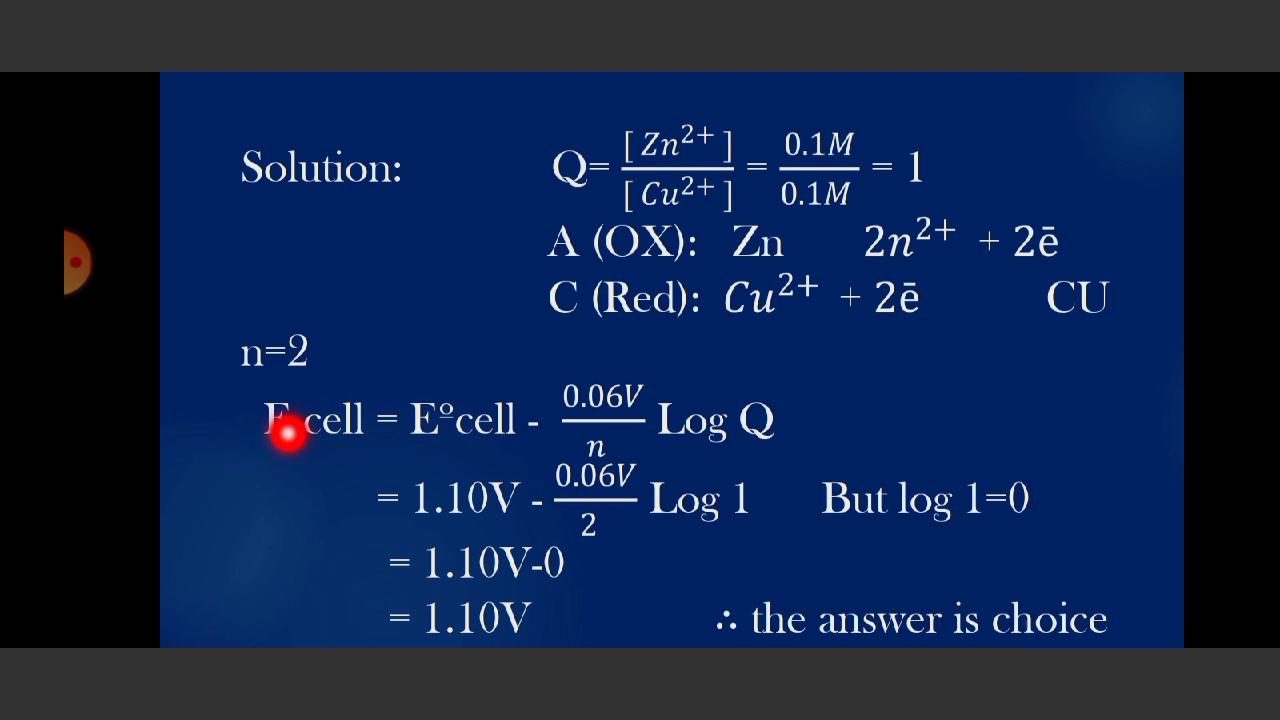 Solution: Q= [ Zn²⁺ ] / [ Cu²⁺ ] = 0.1M / 0.1M = 1
A (OX): Zn 2n²⁺ + 2ē
C (Red): Cu²⁺ + 2ē CU
n=2
E cell = Eºcell - 0.06V / n Log Q
= 1.10V - 0.06V / 2 Log 1 But log 1=0
= 1.10V-0
= 1.10V ∴ the answer is choice